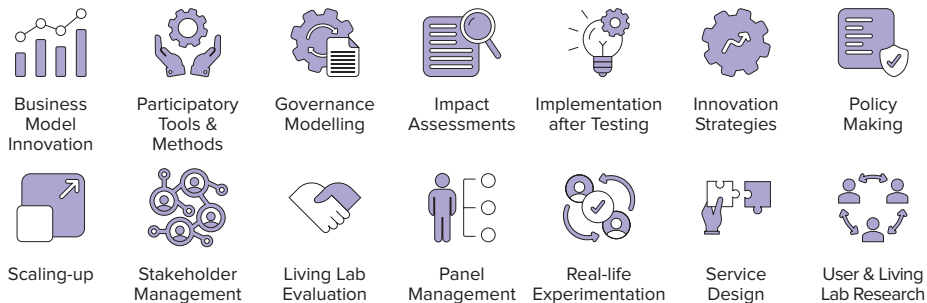 Business
Model
Innovation
Participatory
Tools &
Methods
Governance
Modelling
Impact
Assessments
Implementation
after Testing
Innovation
Strategies
Policy
Making
Scaling-up
Stakeholder
Management
Living Lab
Evaluation
Panel
Management
Real-life
Experimentation
Service
Design
User & Living
Lab Research